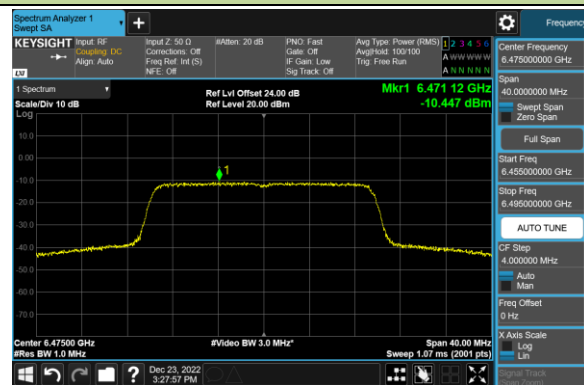 Spectrum Analyzer 1
Swept SA
Frequency
KEYSIGHT
Input: RF
Coupling: DC
Align: Auto
Input Z: 50 Ω
Corrections: Off
Freq Ref: Int (S)
NFE: Off
#Atten: 20 dB
PNO: Fast
Gate: Off
IF Gain: Low
Sig Track: Off
Avg Type: Power (RMS)
Avg|Hold: 100/100
Trig: Free Run
1 2 3 4 5 6
A W W W W W
A N N N N N
LXI
1 Spectrum
Scale/Div 10 dB
Log
Ref Lvl Offset 24.00 dB
Ref Level 20.00 dBm
Mkr1 6.471 12 GHz
-10.447 dBm
10.0
0.00
-10.0
-20.0
-30.0
-40.0
-50.0
-60.0
-70.0
1
Center 6.47500 GHz
#Res BW 1.0 MHz
#Video BW 3.0 MHz*
Span 40.00 MHz
Sweep 1.07 ms (2001 pts)
Dec 23, 2022
3:27:57 PM
Center Frequency
6.475000000 GHz
Span
40.0000000 MHz
Swept Span
Zero Span
Full Span
Start Freq
6.455000000 GHz
Stop Freq
6.495000000 GHz
AUTO TUNE
CF Step
4.000000 MHz
Auto
Man
Freq Offset
0 Hz
X Axis Scale
Log
Lin
Signal Track